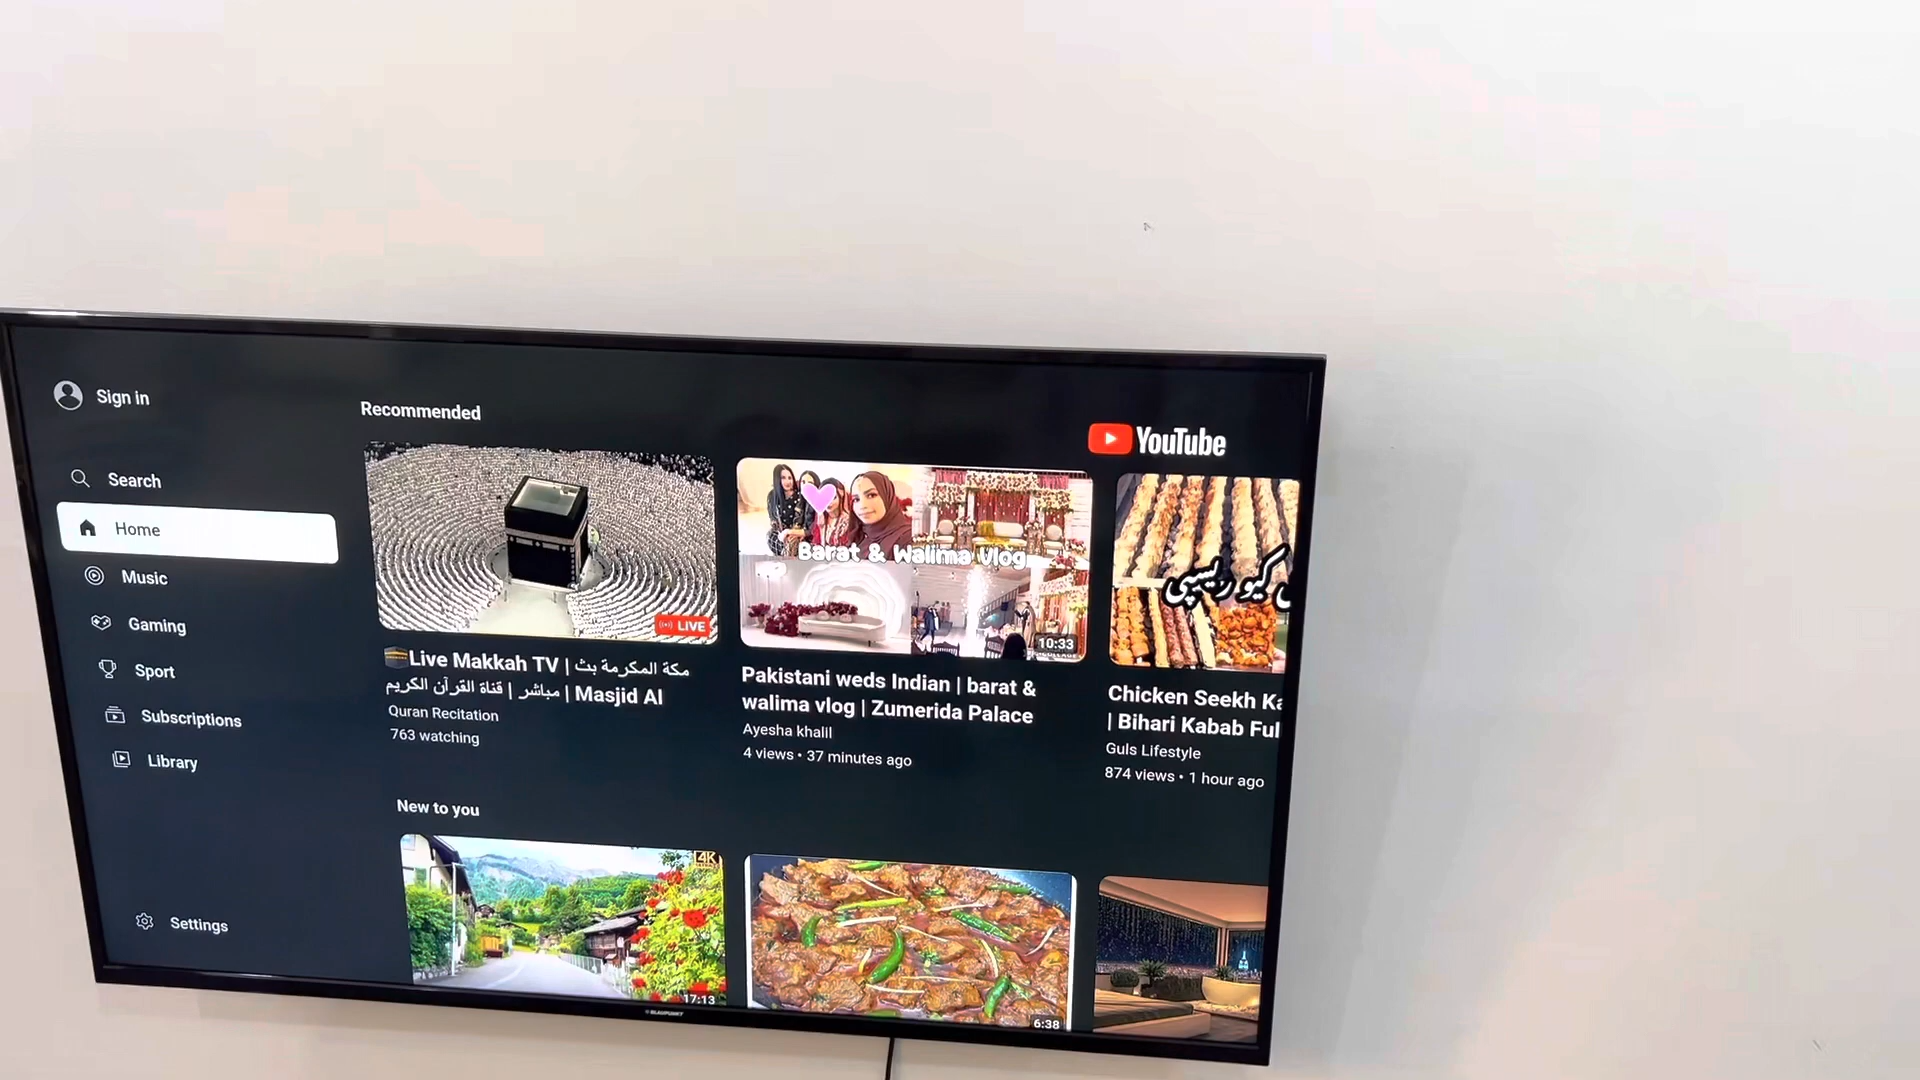 Sign in
Search
Home
Music
Gaming
Sport
Subscriptions
Library
Settings
YouTube
Recommended
LIVE
Live Makkah TV | مكة المكرمة بث
مباشر | قناة القرآن الكريم | Masjid Al
Quran Recitation
763 watching
Barat & Walima Vlog
10:33
Pakistani weds Indian | barat &
walima vlog | Zumerida Palace
Ayesha khalil
4 views • 37 minutes ago
کیو ریسیپی
Chicken Seekh Ka
| Bihari Kabab Ful
Guls Lifestyle
874 views • 1 hour ago
New to you
4K
17:13
6:38
BLAUPUNKT